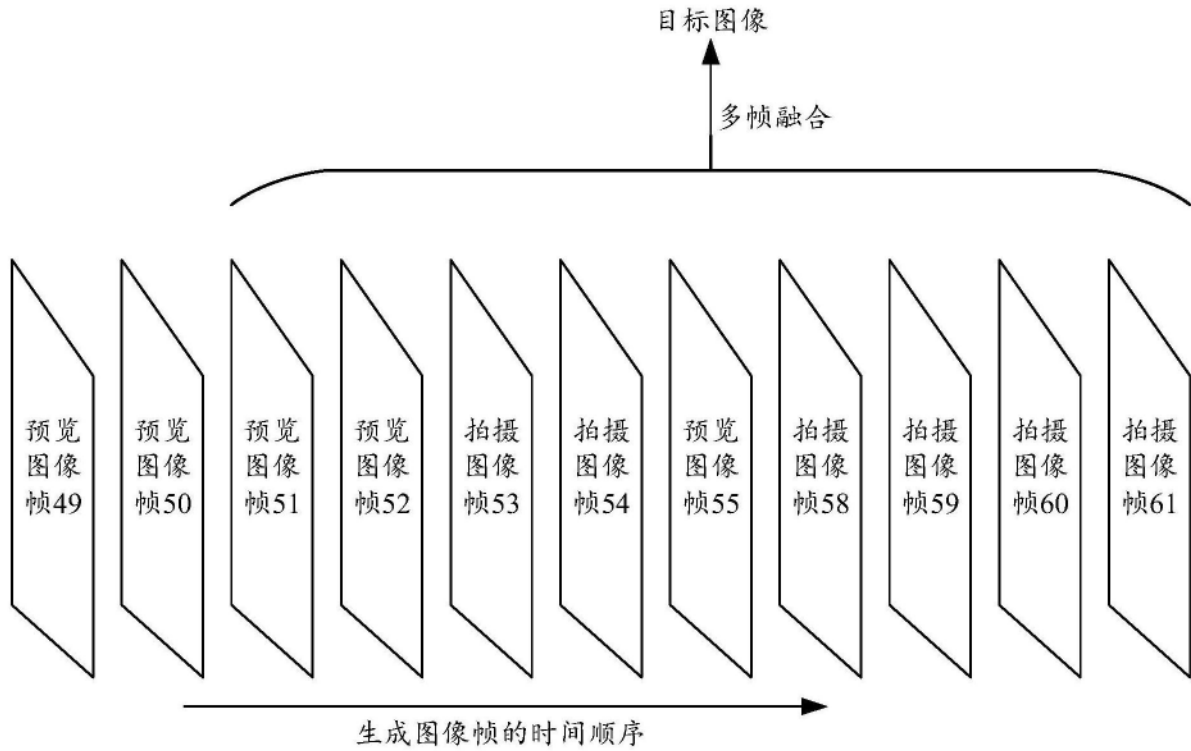 目标图像
多帧融合
预览
图像
帧49
预览
图像
帧50
预览
图像
帧51
预览
图像
帧52
拍摄
图像
帧53
拍摄
图像
帧54
预览
图像
帧55
拍摄
图像
帧58
拍摄
图像
帧59
拍摄
图像
帧60
拍摄
图像
帧61
生成图像帧的时间顺序